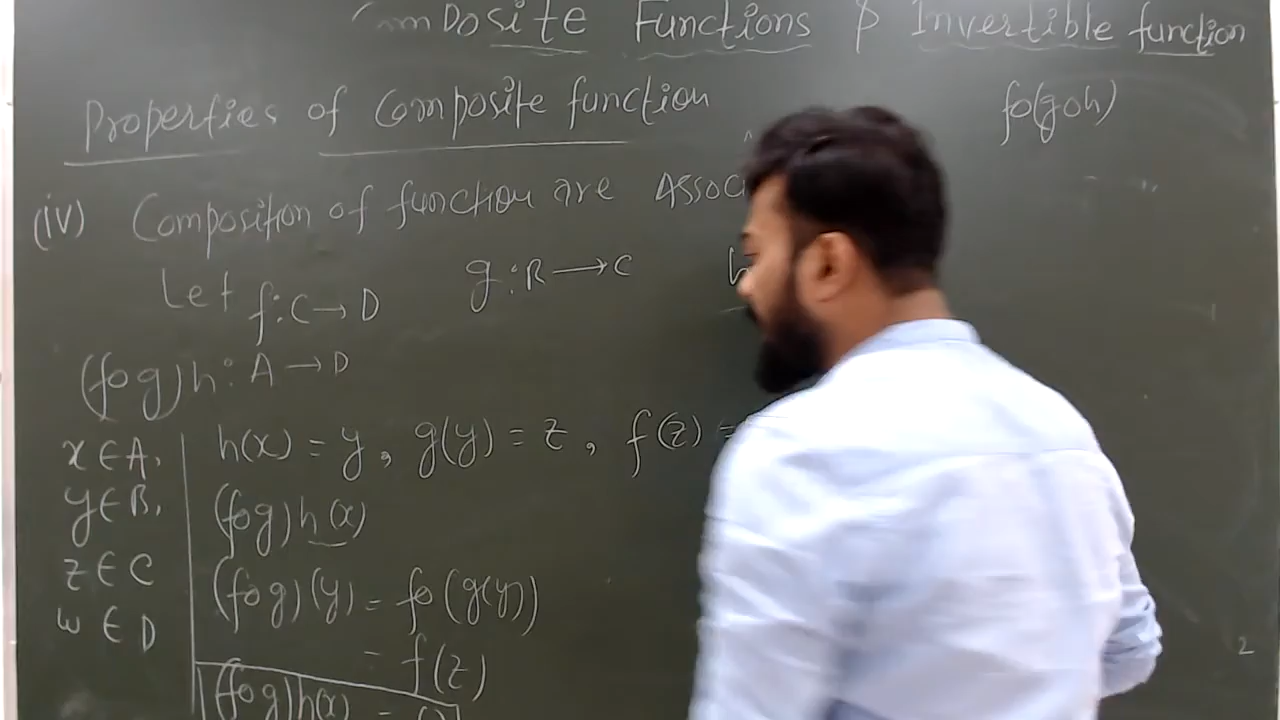 Composite Functions & Invertible function
Properties of Composite function
fo(goh)
(iv) Composition of function are
Let f: C → D g: B → C
(fog)h: A → D
x ∈ A, h(x) = y, g(y) = z, f(z) =
y ∈ B, (fog)h(x)
z ∈ C (fog)(y) = fo(g(y))
w ∈ D = f(z)
(fog)h(x) =
2